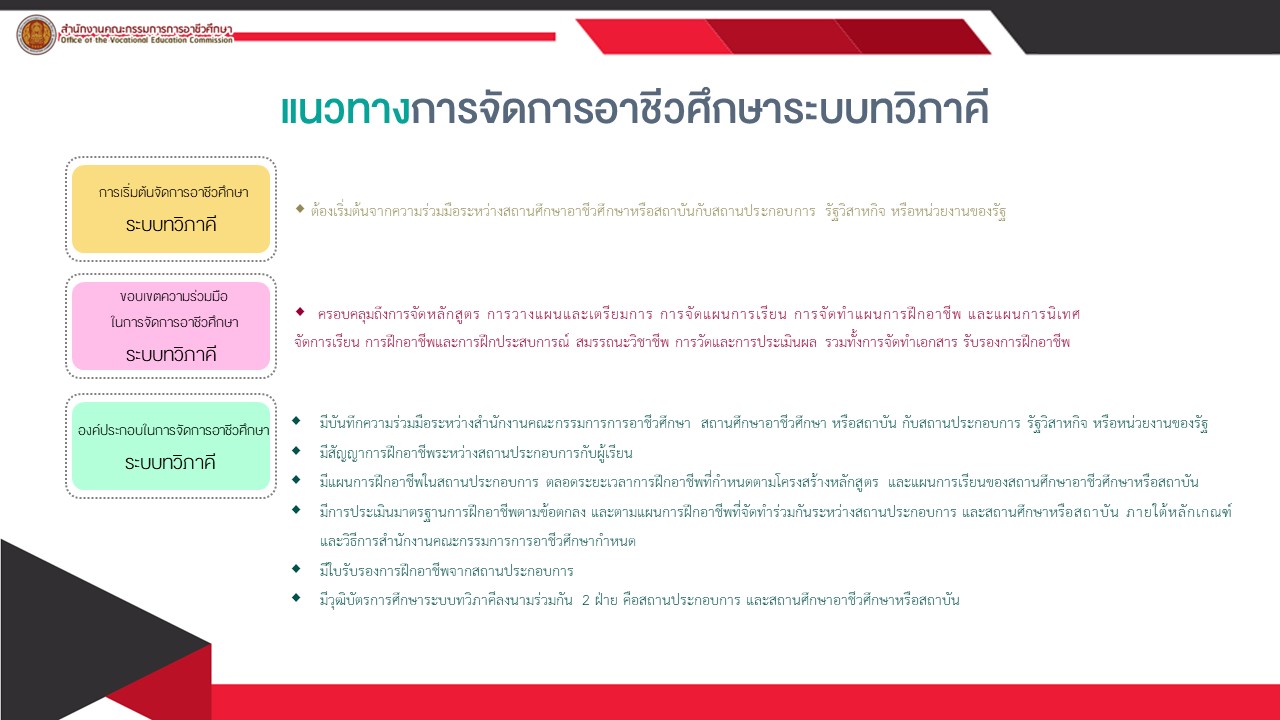 สำนักงานคณะกรรมการการอาชีวศึกษา
Office of the Vocational Education Commission
แนวทางการจัดการอาชีวศึกษาระบบทวิภาคี
การเริ่มต้นจัดการอาชีวศึกษา
ระบบทวิภาคี
◆ ต้องเริ่มต้นจากความร่วมมือระหว่างสถานศึกษาอาชีวศึกษาหรือสถาบันกับสถานประกอบการ รัฐวิสาหกิจ หรือหน่วยงานของรัฐ
ขอบเขตความร่วมมือ
ในการจัดการอาชีวศึกษา
ระบบทวิภาคี
◆ ครอบคลุมถึงการจัดหลักสูตร การวางแผนและเตรียมการ การจัดแผนการเรียน การจัดทำแผนการฝึกอาชีพ และแผนการนิเทศ
จัดการเรียน การฝึกอาชีพและการฝึกประสบการณ์ สมรรถนะวิชาชีพ การวัดและการประเมินผล รวมทั้งการจัดทำเอกสาร รับรองการฝึกอาชีพ
องค์ประกอบในการจัดการอาชีวศึกษา
ระบบทวิภาคี
◆ มีบันทึกความร่วมมือระหว่างสำนักงานคณะกรรมการการอาชีวศึกษา สถานศึกษาอาชีวศึกษา หรือสถาบัน กับสถานประกอบการ รัฐวิสาหกิจ หรือหน่วยงานของรัฐ
◆ มีสัญญาการฝึกอาชีพระหว่างสถานประกอบการกับผู้เรียน
◆ มีแผนการฝึกอาชีพในสถานประกอบการ ตลอดระยะเวลาการฝึกอาชีพที่กำหนดตามโครงสร้างหลักสูตร และแผนการเรียนของสถานศึกษาอาชีวศึกษาหรือสถาบัน
◆ มีการประเมินมาตรฐานการฝึกอาชีพตามข้อตกลง และตามแผนการฝึกอาชีพที่จัดทำร่วมกันระหว่างสถานประกอบการ และสถานศึกษาหรือสถาบัน ภายใต้หลักเกณฑ์
และวิธีการสำนักงานคณะกรรมการการอาชีวศึกษากำหนด
◆ มีใบรับรองการฝึกอาชีพจากสถานประกอบการ
◆ มีวุฒิบัตรการศึกษาระบบทวิภาคีลงนามร่วมกัน 2 ฝ่าย คือสถานประกอบการ และสถานศึกษาอาชีวศึกษาหรือสถาบัน